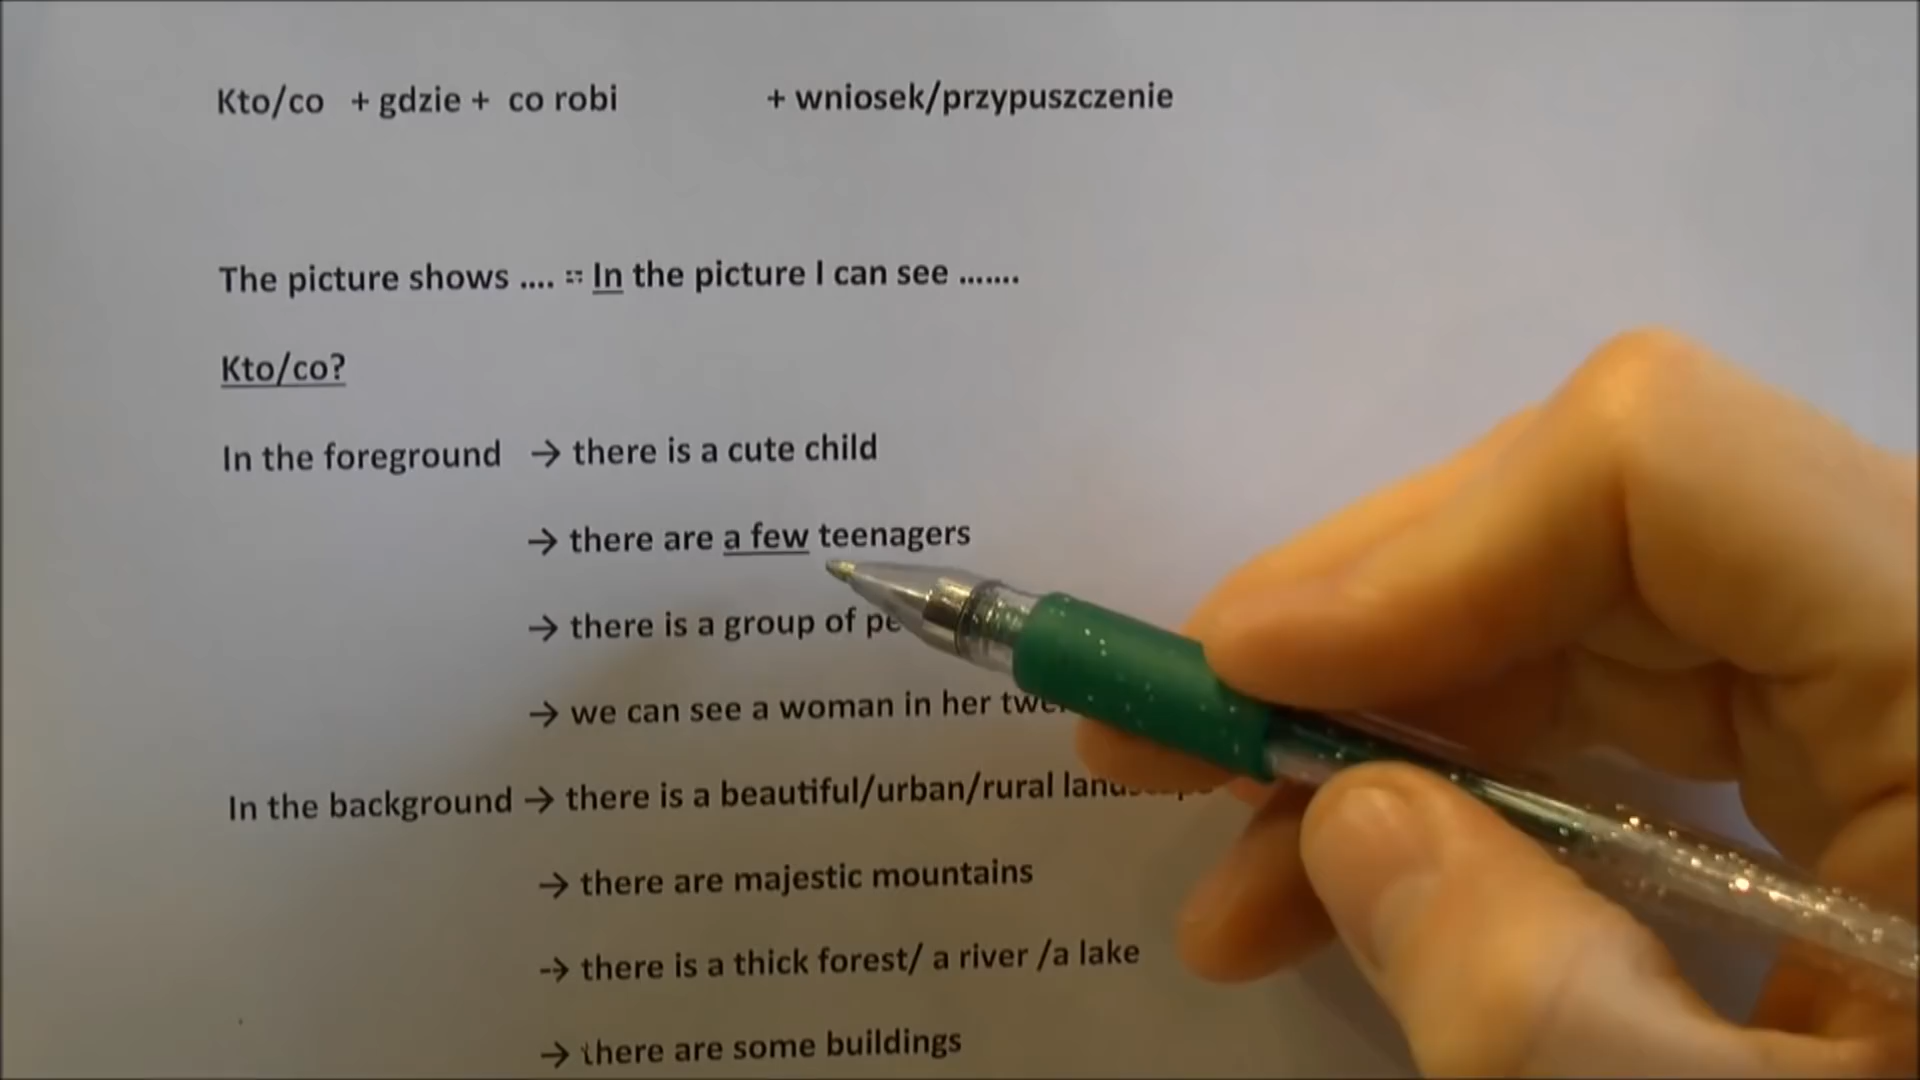 Kto/co + gdzie + co robi + wniosek/przypuszczenie
The picture shows .... = In the picture I can see .......
Kto/co?
In the foreground → there is a cute child
→ there are a few teenagers
→ there is a group of
→ we can see a woman in her
In the background → there is a beautiful/urban/rural
→ there are majestic mountains
→ there is a thick forest/ a river /a lake
→ there are some buildings